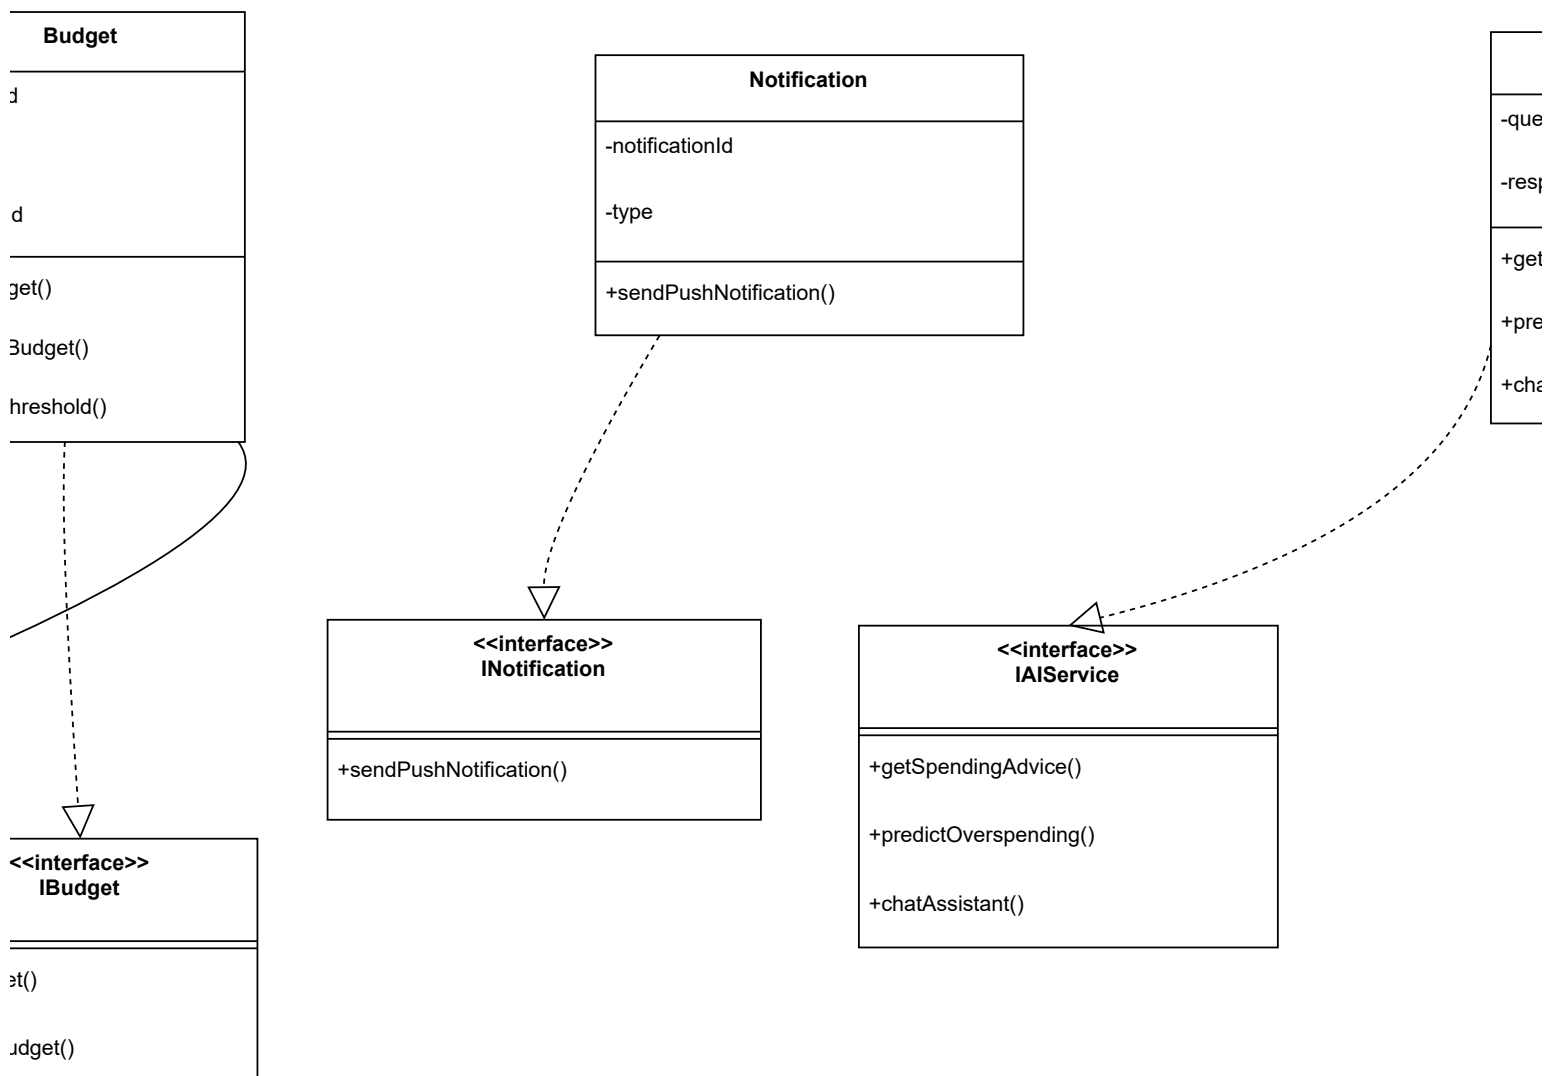 Budget
d
d
get()
Budget()
hreshold()
Notification
-notificationId
-type
+sendPushNotification()
-que
-resp
+get
+pre
+cha
<<interface>>
INotification
+sendPushNotification()
<<interface>>
IAIService
+getSpendingAdvice()
+predictOverspending()
+chatAssistant()
<<interface>>
IBudget
et()
udget()